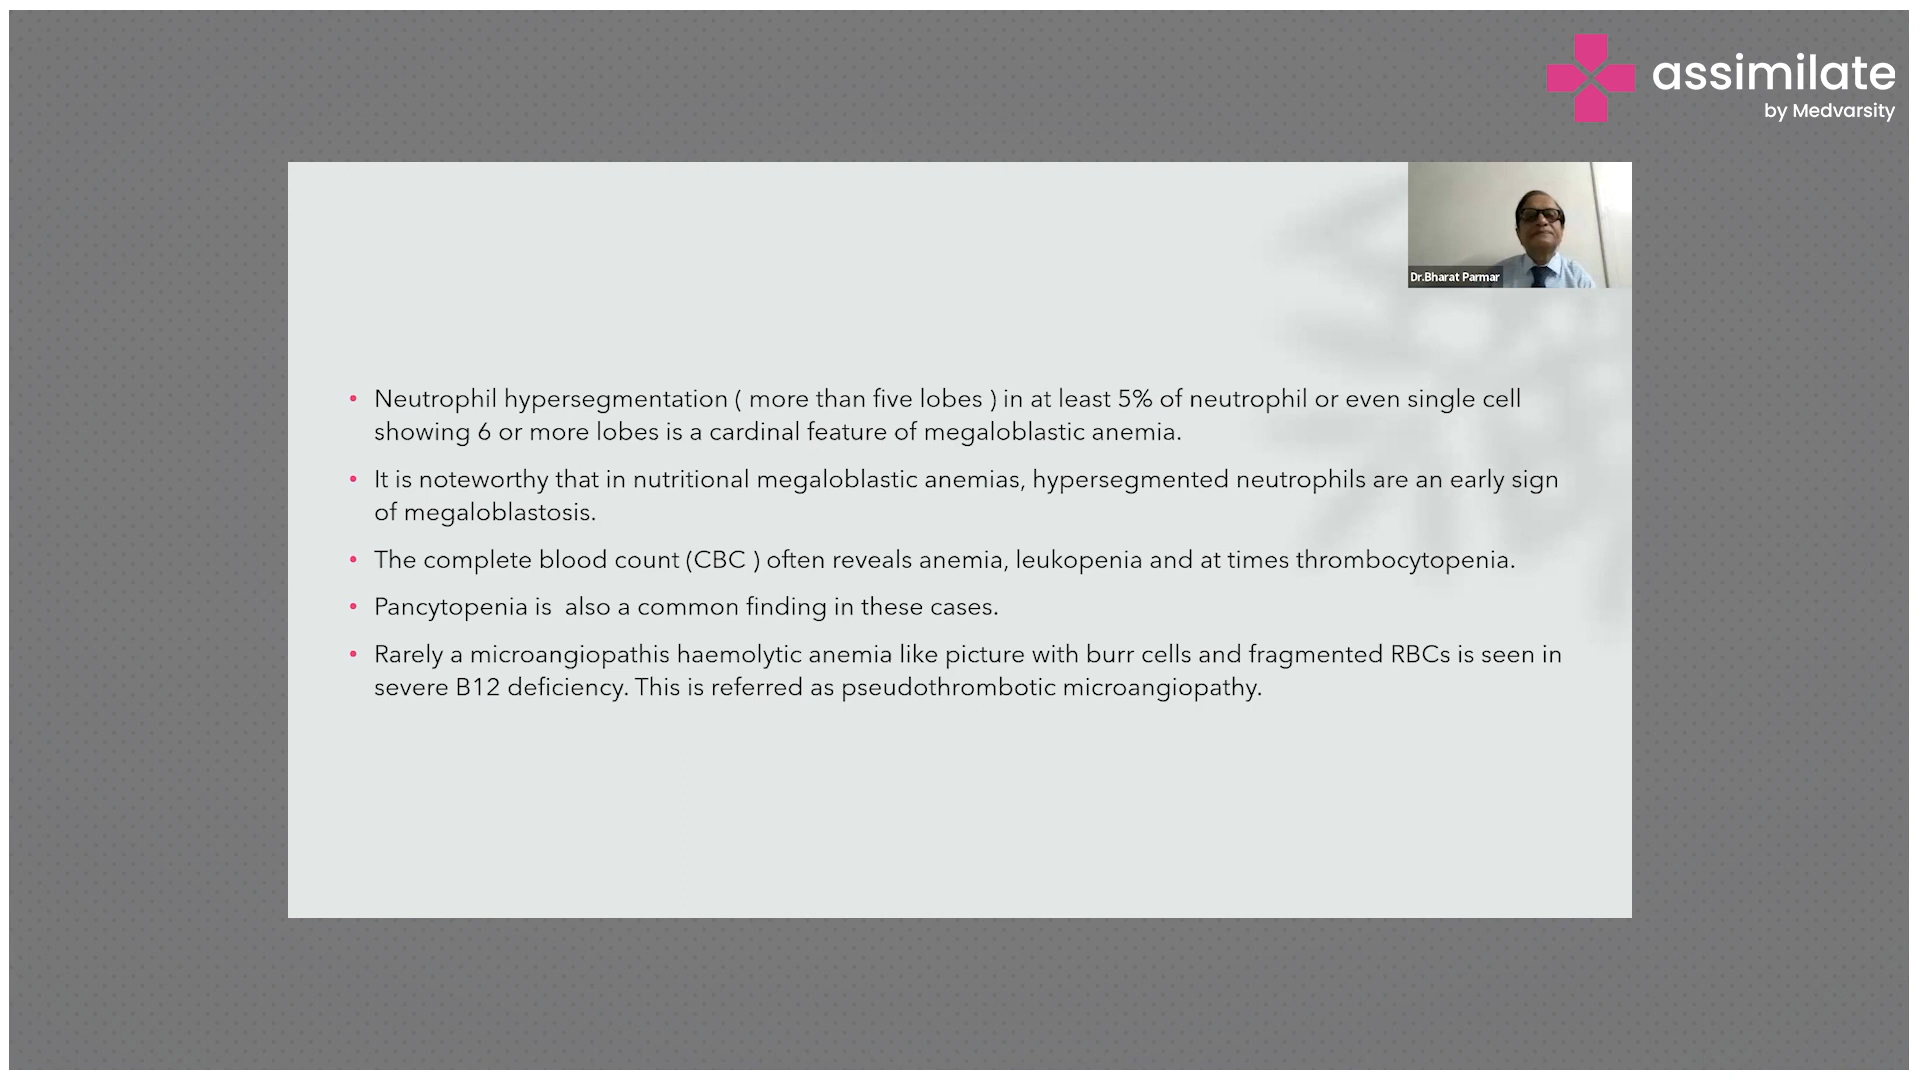 assimilate
by Medvarsity
Dr.Bharat Parmar
• Neutrophil hypersegmentation ( more than five lobes ) in at least 5% of neutrophil or even single cell
showing 6 or more lobes is a cardinal feature of megaloblastic anemia.
• It is noteworthy that in nutritional megaloblastic anemias, hypersegmented neutrophils are an early sign
of megaloblastosis.
• The complete blood count (CBC ) often reveals anemia, leukopenia and at times thrombocytopenia.
• Pancytopenia is  also a common finding in these cases.
• Rarely a microangiopathis haemolytic anemia like picture with burr cells and fragmented RBCs is seen in
severe B12 deficiency. This is referred as pseudothrombotic microangiopathy.